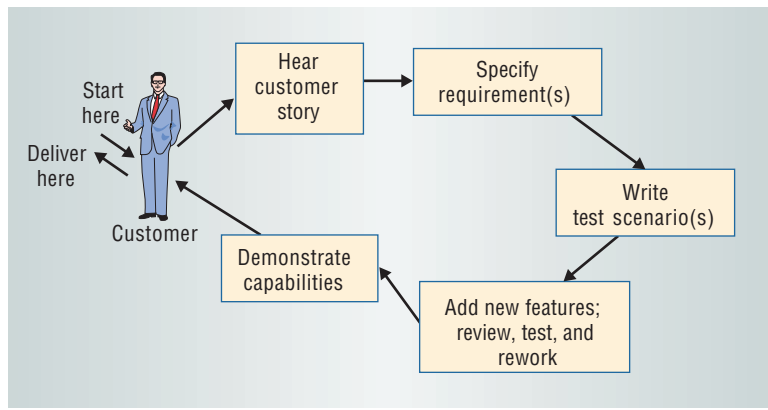 Start
here
Deliver
here
Customer
Hear
customer
story
Specify
requirement(s)
Write
test scenario(s)
Add new features;
review, test, and
rework
Demonstrate
capabilities